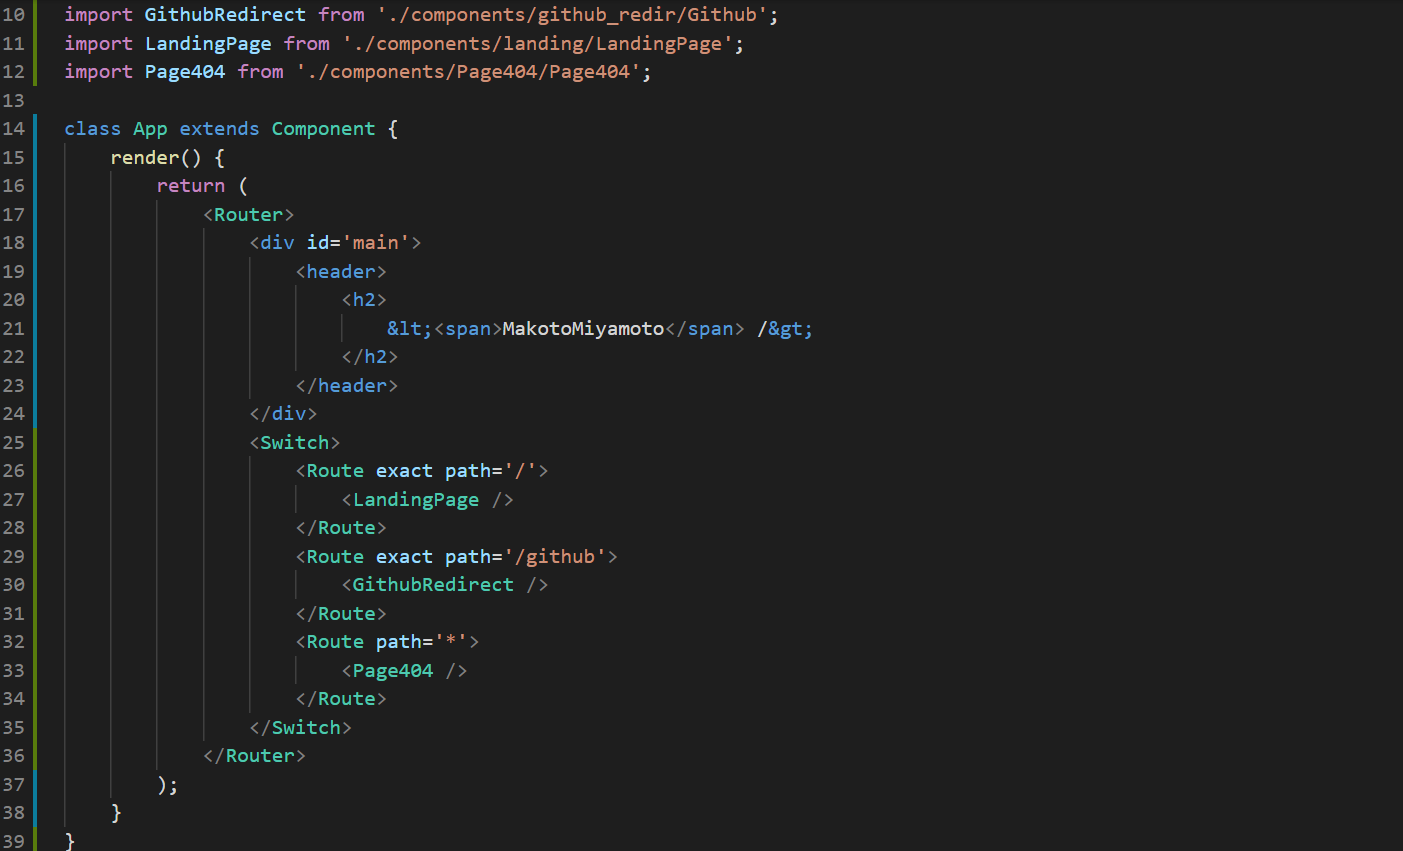 10 import GithubRedirect from './components/github_redir/Github';
11 import LandingPage from './components/landing/LandingPage';
12 import Page404 from './components/Page404/Page404';
13
14 class App extends Component {
15     render() {
16         return (
17             <Router>
18                 <div id='main'>
19                     <header>
20                         <h2>
21                             &lt;<span>MakotoMiyamoto</span> /&gt;
22                         </h2>
23                     </header>
24                 </div>
25                 <Switch>
26                     <Route exact path='/'>
27                         <LandingPage />
28                     </Route>
29                     <Route exact path='/github'>
30                         <GithubRedirect />
31                     </Route>
32                     <Route path='*'>
33                         <Page404 />
34                     </Route>
35                 </Switch>
36             </Router>
37         );
38     }
39 }